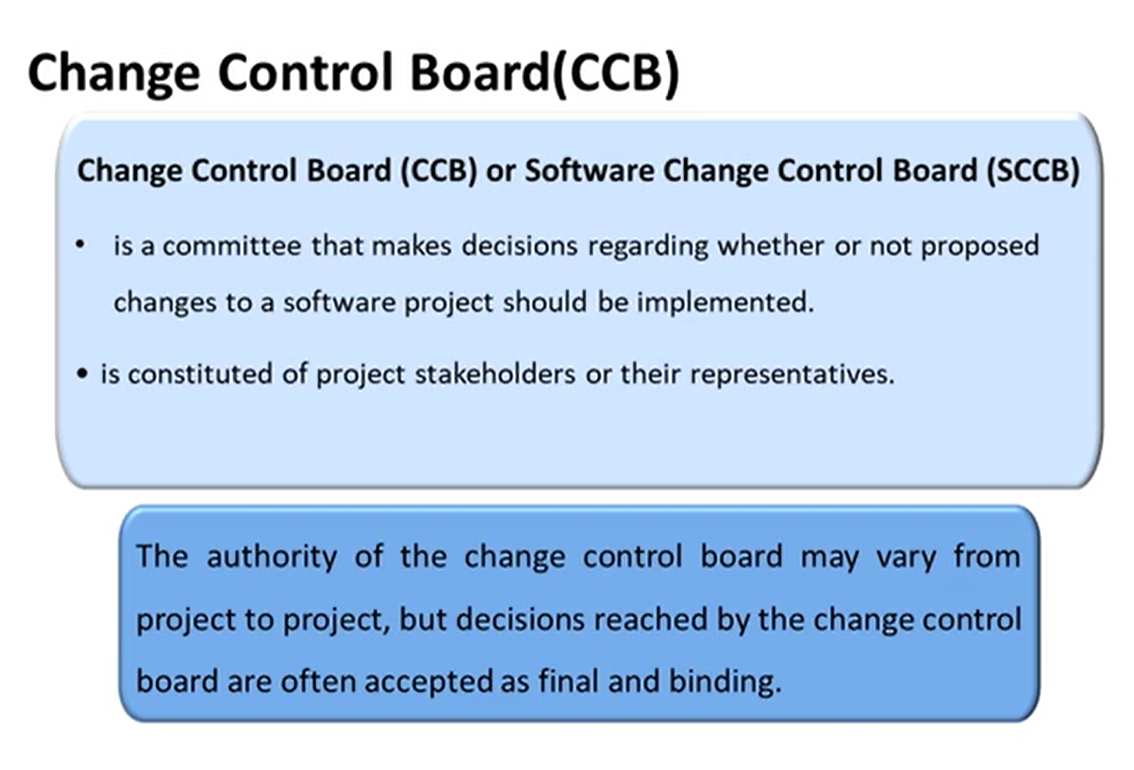 Change Control Board(CCB)
Change Control Board (CCB) or Software Change Control Board (SCCB)
• is a committee that makes decisions regarding whether or not proposed
changes to a software project should be implemented.
• is constituted of project stakeholders or their representatives.
The authority of the change control board may vary from
project to project, but decisions reached by the change control
board are often accepted as final and binding.